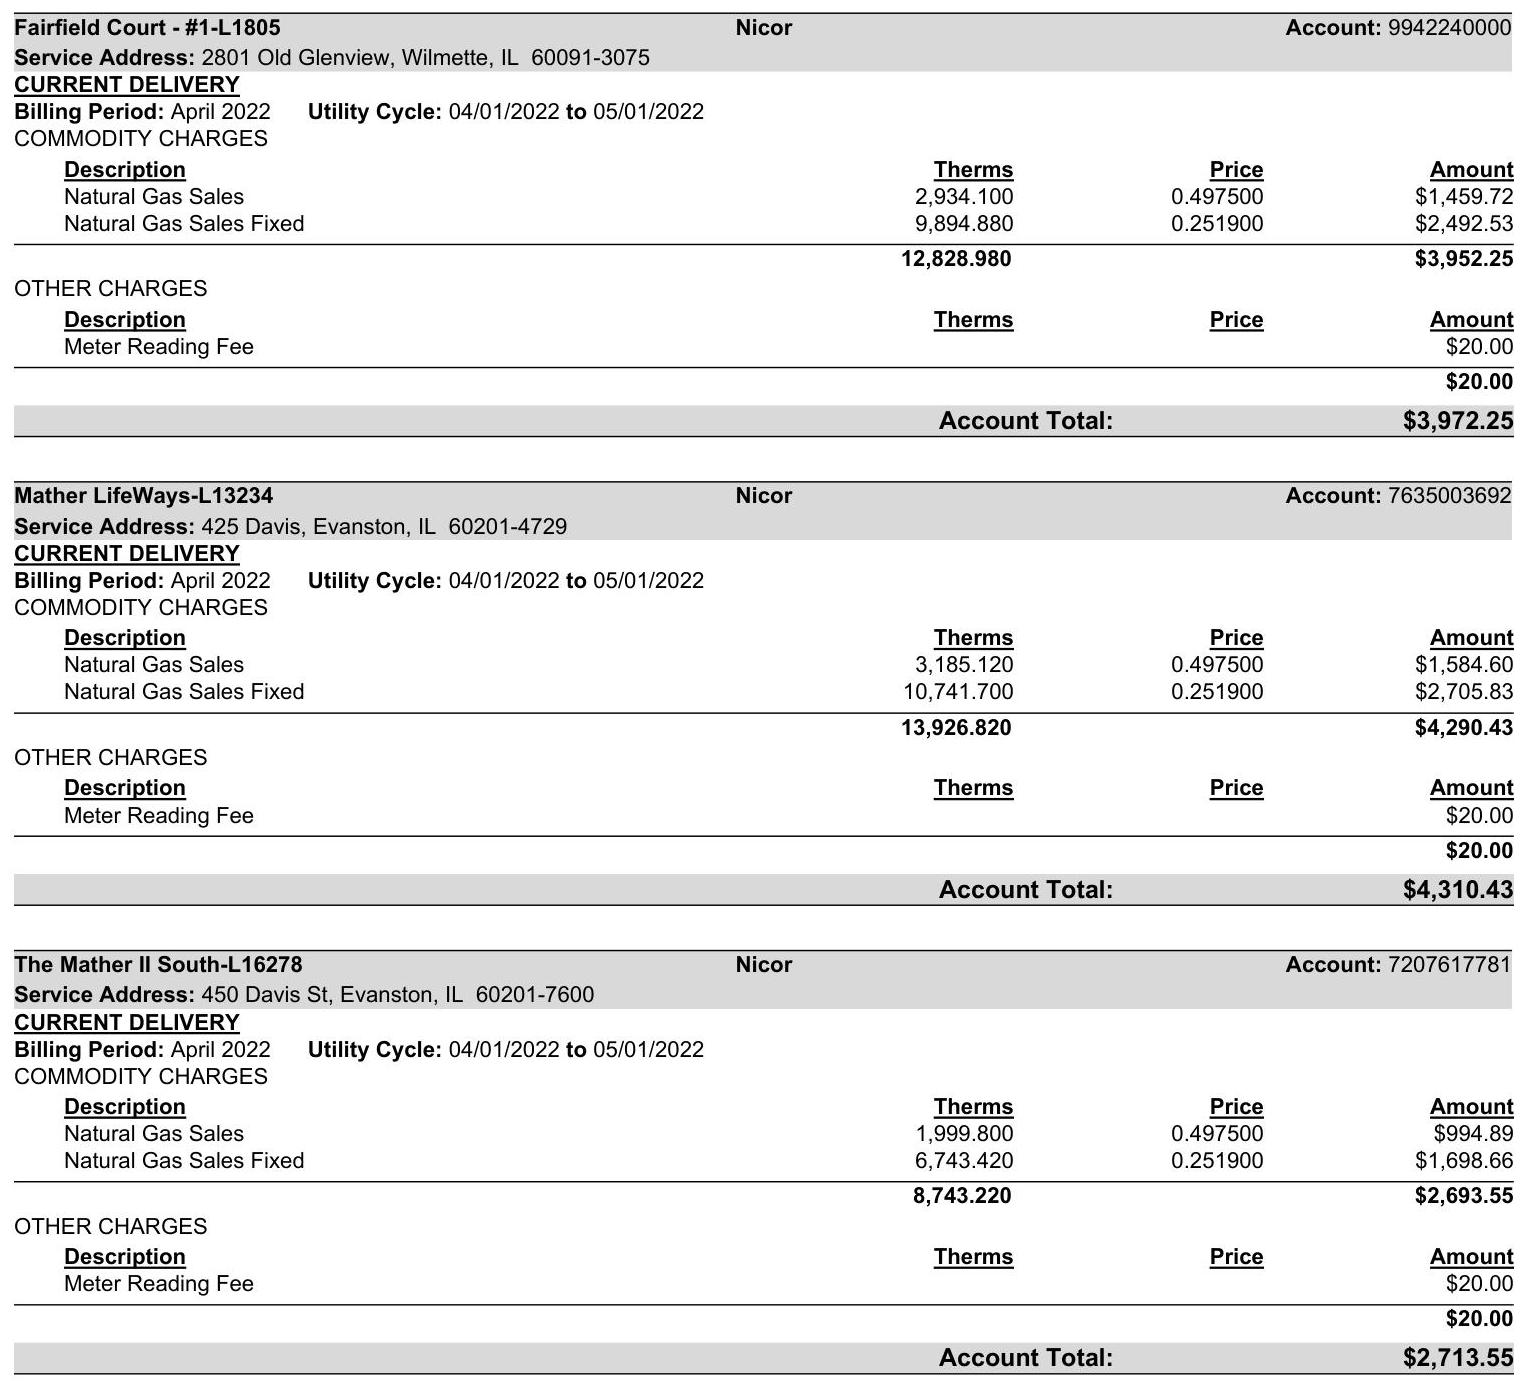 Fairfield Court - #1-L1805 Nicor Account: 9942240000
Service Address: 2801 Old Glenview, Wilmette, IL 60091-3075
CURRENT DELIVERY
Billing Period: April 2022 Utility Cycle: 04/01/2022 to 05/01/2022
COMMODITY CHARGES
Description Therms Price Amount
Natural Gas Sales 2,934.100 0.497500 $1,459.72
Natural Gas Sales Fixed 9,894.880 0.251900 $2,492.53
12,828.980 $3,952.25
OTHER CHARGES
Description Therms Price Amount
Meter Reading Fee $20.00
$20.00
Account Total: $3,972.25
Mather LifeWays-L13234 Nicor Account: 7635003692
Service Address: 425 Davis, Evanston, IL 60201-4729
CURRENT DELIVERY
Billing Period: April 2022 Utility Cycle: 04/01/2022 to 05/01/2022
COMMODITY CHARGES
Description Therms Price Amount
Natural Gas Sales 3,185.120 0.497500 $1,584.60
Natural Gas Sales Fixed 10,741.700 0.251900 $2,705.83
13,926.820 $4,290.43
OTHER CHARGES
Description Therms Price Amount
Meter Reading Fee $20.00
$20.00
Account Total: $4,310.43
The Mather II South-L16278 Nicor Account: 7207617781
Service Address: 450 Davis St, Evanston, IL 60201-7600
CURRENT DELIVERY
Billing Period: April 2022 Utility Cycle: 04/01/2022 to 05/01/2022
COMMODITY CHARGES
Description Therms Price Amount
Natural Gas Sales 1,999.800 0.497500 $994.89
Natural Gas Sales Fixed 6,743.420 0.251900 $1,698.66
8,743.220 $2,693.55
OTHER CHARGES
Description Therms Price Amount
Meter Reading Fee $20.00
$20.00
Account Total: $2,713.55